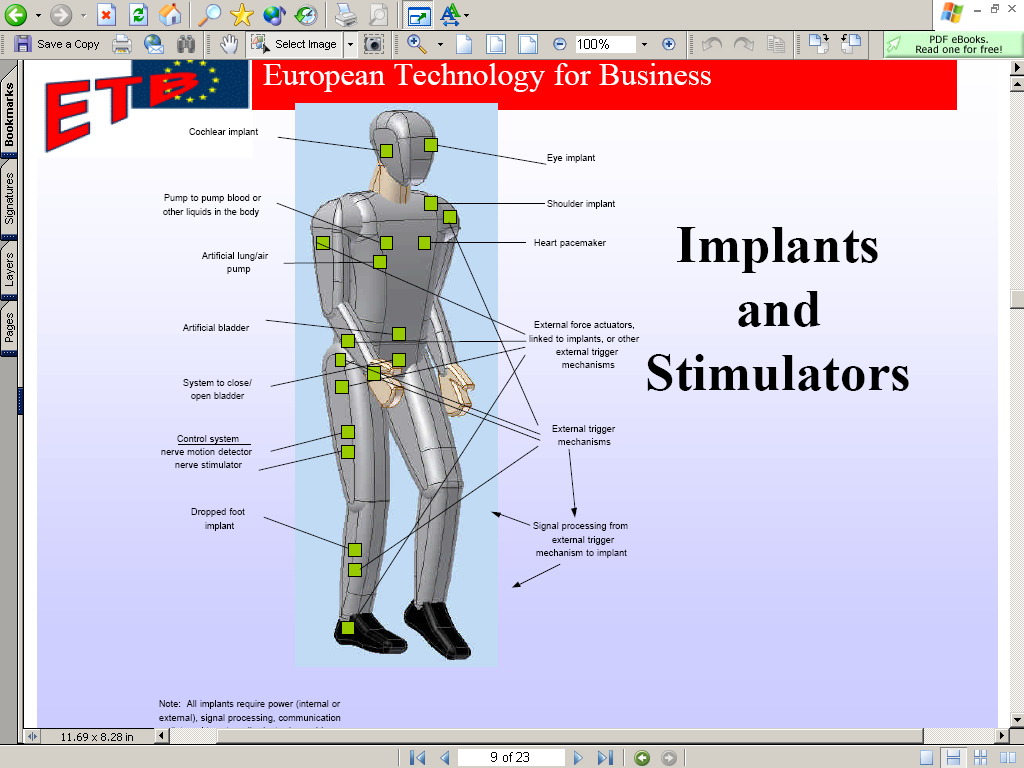 Save a Copy
Select Image
100%
PDF eBooks.
Read one for free!
Bookmarks
Signatures
Layers
Pages
ETB
European Technology for Business
Cochlear implant
Eye implant
Pump to pump blood or
other liquids in the body
Shoulder implant
Heart pacemaker
Artificial lung/air
pump
Implants
and
Stimulators
Artificial bladder
External force actuators,
linked to implants, or other
external trigger
mechanisms
System to close/
open bladder
External trigger
mechanisms
Control system
nerve motion detector
nerve stimulator
Dropped foot
implant
Signal processing from
external trigger
mechanism to implant
Note: All implants require power (internal or
external), signal processing, communication
11.69 x 8.28 in
9 of 23